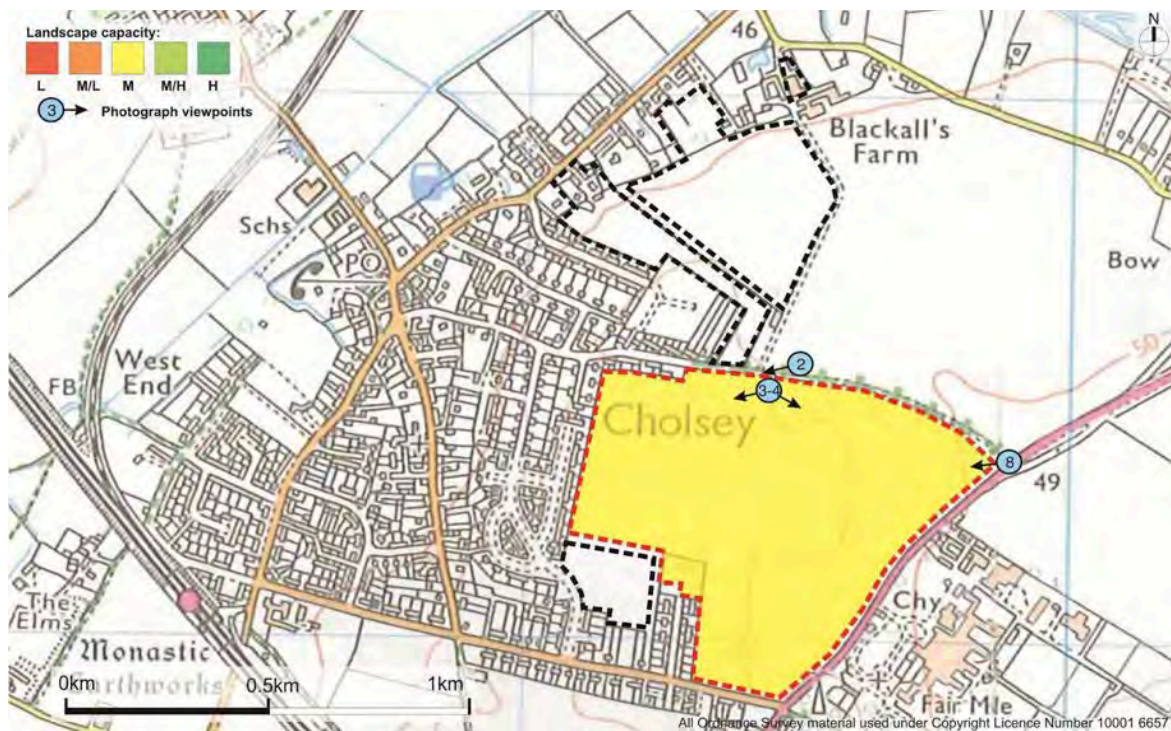 Landscape capacity:
L M/L M M/H H
3 Photograph viewpoints
N
46
Blackall's
Farm
Schs
PO
Bow
West
End
50
FB
2
3-4
Cholsey
8
49
The
Elms
Chy
Monastic
Earthworks
0km 0.5km 1km
Fair Mile
All Ordnance Survey material used under Copyright Licence Number 10001 6657